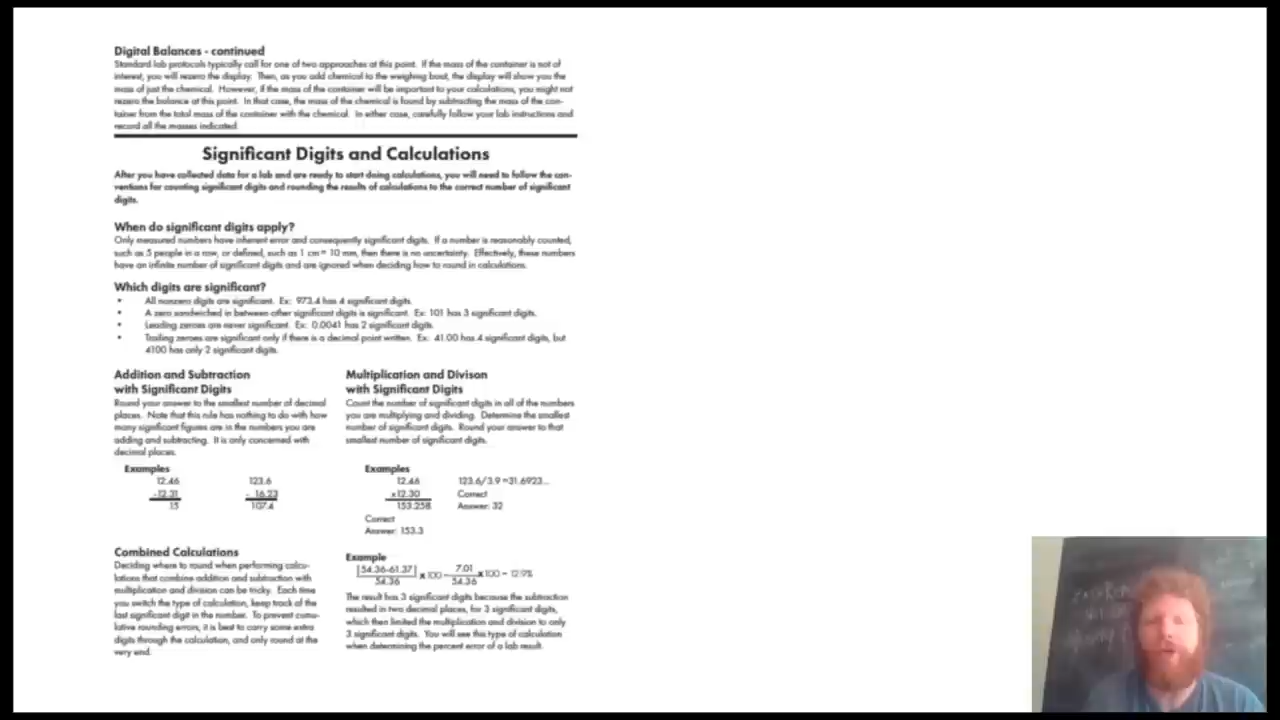 Digital Balances - continued
Standard lab protocols typically call for one of two approaches at this point. If the mass of the container is not of
interest, you will rezero the display. Then, as you add chemical to the weighing boat, the display will show you the
mass of just the chemical. However, if the mass of the container will be important to your calculations, you might not
rezero the balance at this point. In that case, the mass of the chemical is found by subtracting the mass of the con-
tainer from the total mass of the container with the chemical. In either case, carefully follow your lab instructions and
record all the masses indicated.
Significant Digits and Calculations
After you have collected data for a lab and are ready to start doing calculations, you will need to follow the con-
ventions for counting significant digits and rounding the results of calculations to the correct number of significant
digits.
When do significant digits apply?
Only measured numbers have inherent error and consequently significant digits. If a number is reasonably counted,
such as 5 people in a row, or defined, such as 1 cm = 10 mm, then there is no uncertainty. Effectively, these numbers
have an infinite number of significant digits and are ignored when deciding how to round in calculations.
Which digits are significant?
• All nonzero digits are significant. Ex: 973.4 has 4 significant digits.
• A zero sandwiched in between other significant digits is significant. Ex: 101 has 3 significant digits.
• Leading zeroes are never significant. Ex: 0.0041 has 2 significant digits.
• Trailing zeroes are significant only if there is a decimal point written. Ex: 41.00 has 4 significant digits, but
4100 has only 2 significant digits.
Addition and Subtraction
with Significant Digits
Round your answer to the smallest number of decimal
places. Note that this rule has nothing to do with how
many significant figures are in the numbers you are
adding and subtracting. It is only concerned with
decimal places.
Examples
12.46 123.6
-12.31 - 16.23
.15 107.4
Multiplication and Divison
with Significant Digits
Count the number of significant digits in all of the numbers
you are multiplying and dividing. Determine the smallest
number of significant digits. Round your answer to that
smallest number of significant digits.
Examples
12.46 123.6/3.9 =31.6923...
x12.30 Correct
153.258 Answer: 32
Correct
Answer: 153.3
Combined Calculations
Deciding where to round when performing calcu-
lations that combine addition and subtraction with
multiplication and division can be tricky. Each time
you switch the type of calculation, keep track of the
last significant digit in the number. To prevent cumu-
lative rounding errors, it is best to carry some extra
digits through the calculation, and only round at the
very end.
Example
|54.36-61.37| x 100 = 7.01 x 100 = 12.9%
54.36 54.36
The result has 3 significant digits because the subtraction
resulted in two decimal places, for 3 significant digits,
which then limited the multiplication and division to only
3 significant digits. You will see this type of calculation
when determining the percent error of a lab result.